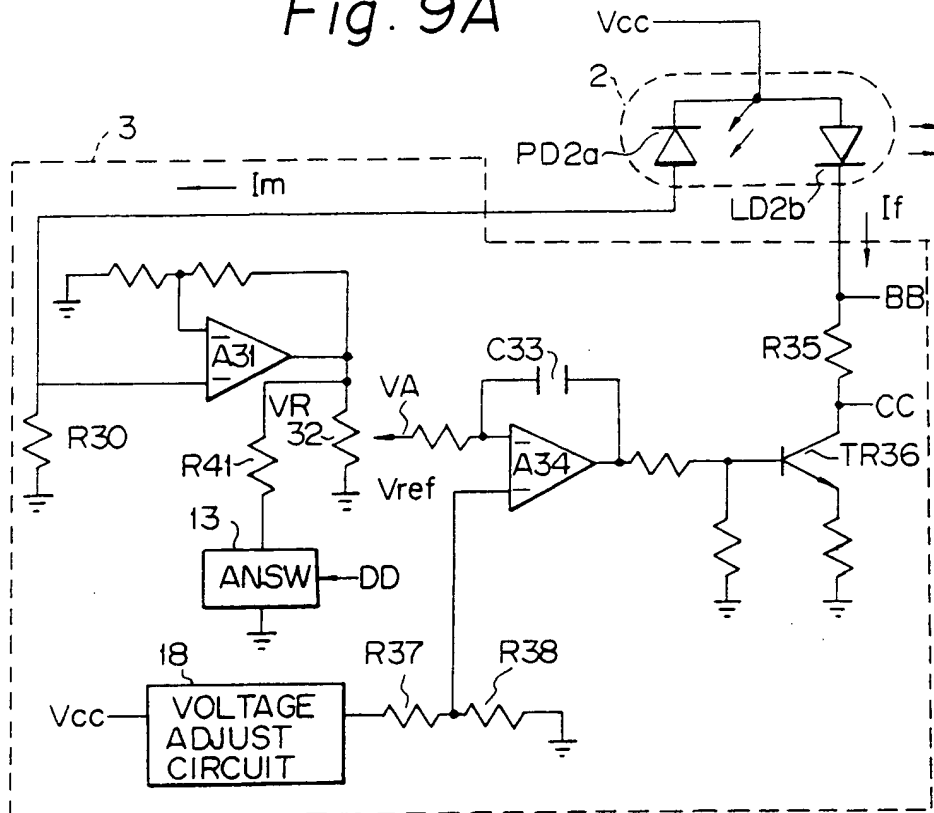 Fig. 9A
Vcc
2
3
PD2a
Im
LD2b
If
BB
A31
C33
R35
VA
VR
32
CC
R30
R41
A34
TR36
Vref
13
ANSW
DD
18
R37
R38
Vcc
VOLTAGE
ADJUST
CIRCUIT